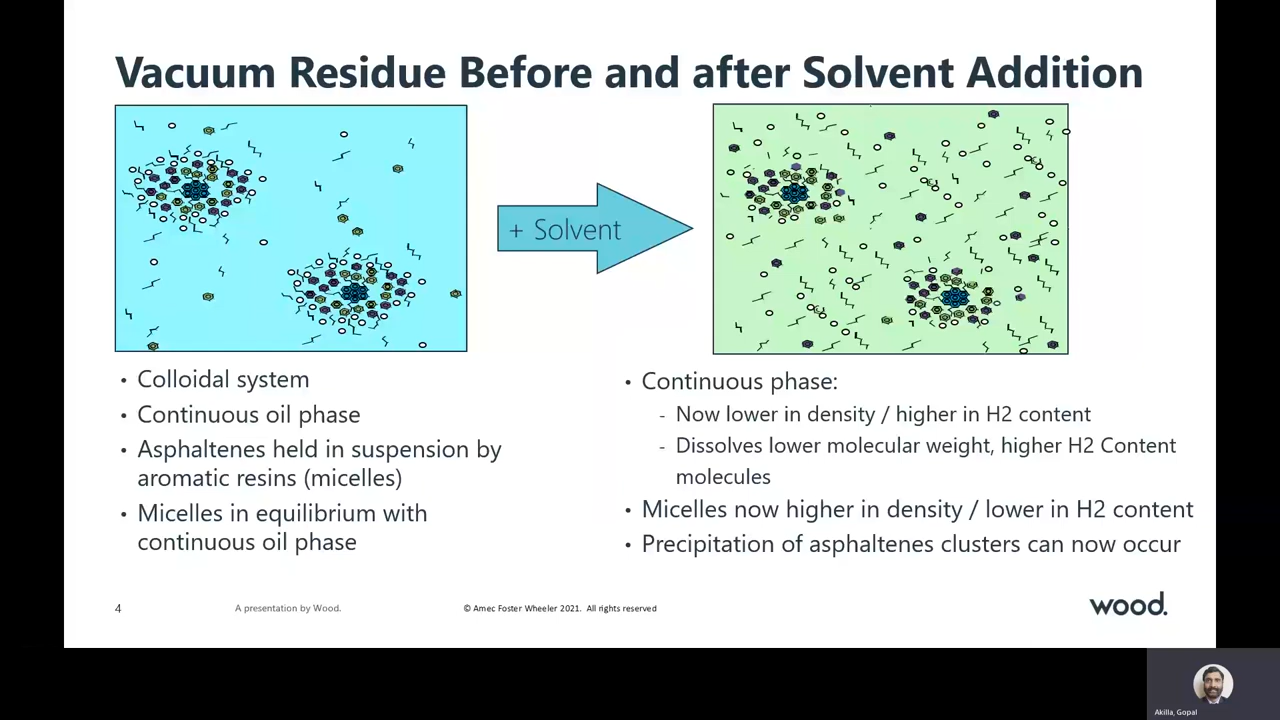 Vacuum Residue Before and after Solvent Addition
+ Solvent
• Colloidal system
• Continuous oil phase
• Asphaltenes held in suspension by
aromatic resins (micelles)
• Micelles in equilibrium with
continuous oil phase
• Continuous phase:
- Now lower in density / higher in H2 content
- Dissolves lower molecular weight, higher H2 Content
molecules
• Micelles now higher in density / lower in H2 content
• Precipitation of asphaltenes clusters can now occur
4
A presentation by Wood.
© Amec Foster Wheeler 2021. All rights reserved
wood.
Akilla, Gopal